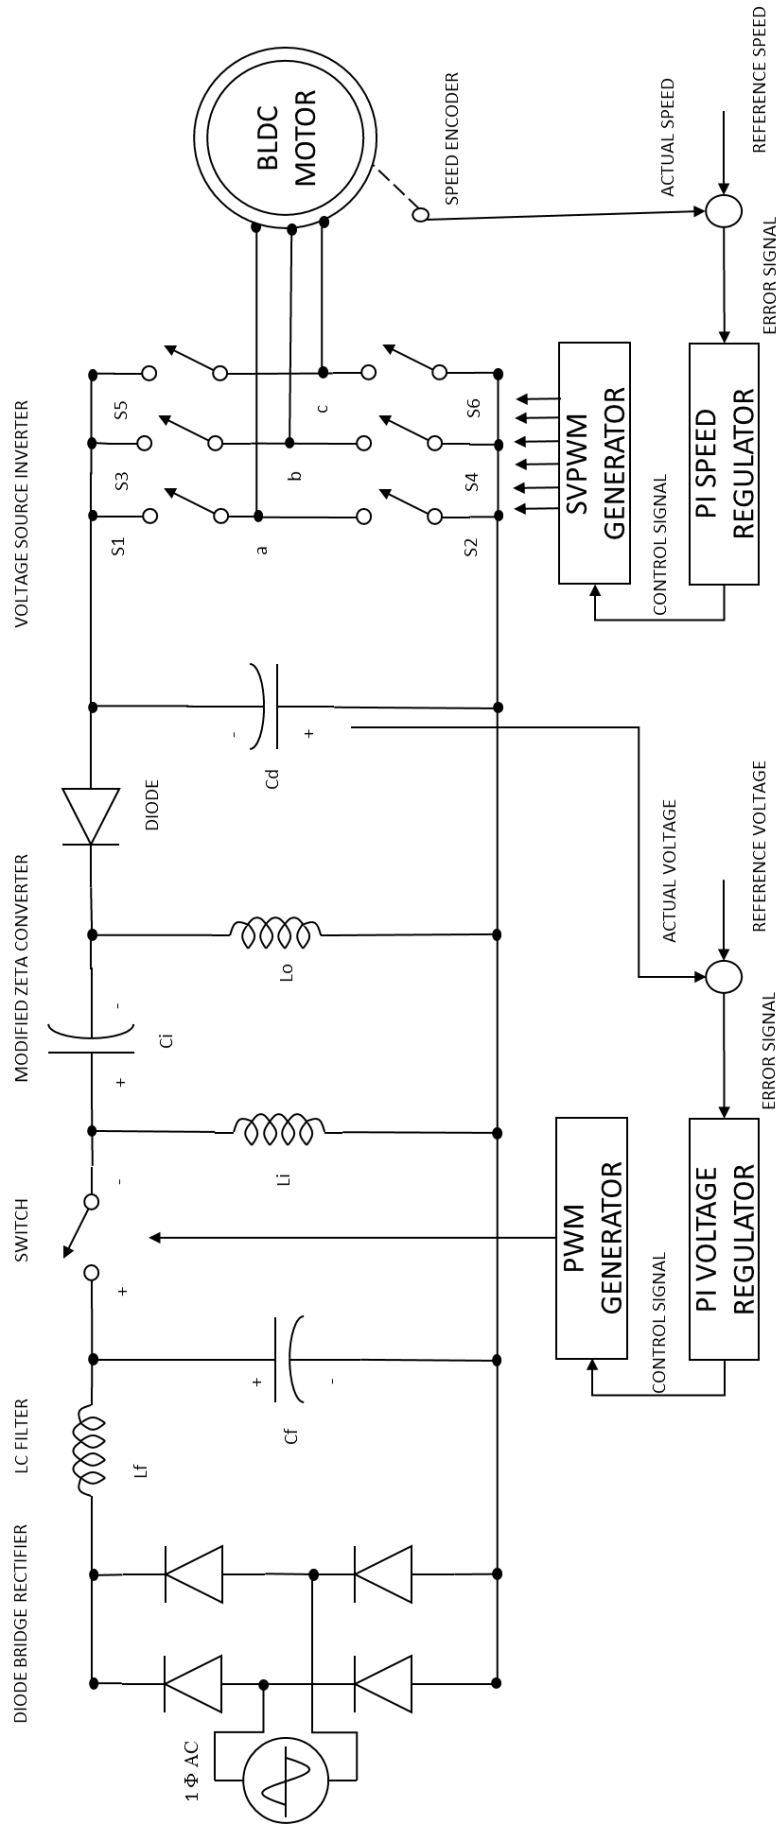 DIODE BRIDGE RECTIFIER
LC FILTER
SWITCH
MODIFIED ZETA CONVERTER
VOLTAGE SOURCE INVERTER
1 Φ AC
Lf
+
-
Cf
+
-
Li
+
-
Ci
Lo
DIODE
-
+
Cd
S1
S3
S5
a
b
c
S2
S4
S6
BLDC
MOTOR
SPEED ENCODER
PWM
GENERATOR
CONTROL SIGNAL
PI VOLTAGE
REGULATOR
ERROR SIGNAL
ACTUAL VOLTAGE
REFERENCE VOLTAGE
SVPWM
GENERATOR
CONTROL SIGNAL
PI SPEED
REGULATOR
ERROR SIGNAL
ACTUAL SPEED
REFERENCE SPEED